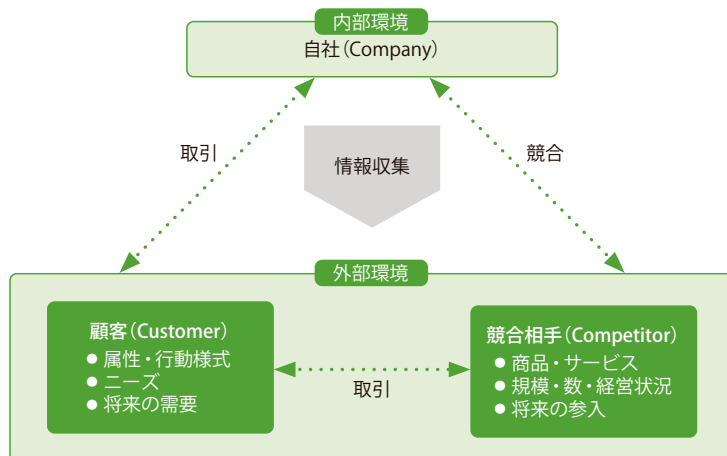 内部環境
自社（Company）
取引
競合
情報収集
外部環境
顧客（Customer）
● 属性・行動様式
● ニーズ
● 将来の需要
取引
競合相手（Competitor）
● 商品・サービス
● 規模・数・経営状況
● 将来の参入